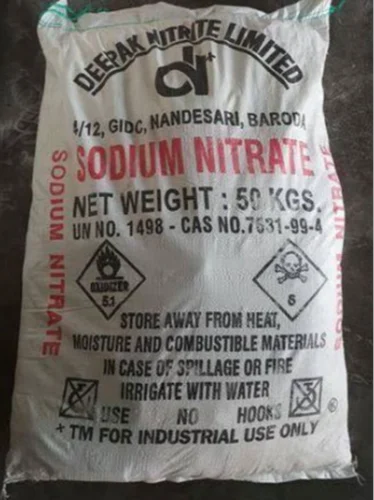 DEEPAK NITRITE LIMITED
dn+
4/12, GIDC, NANDESARI, BARODA
SODIUM NITRATE
NET WEIGHT : 50 KGS.
UN NO. 1498 - CAS NO.7631-99-4
SODIUM NITRATE
SODIUM NITRATE
OXIDIZER
5.1
6
STORE AWAY FROM HEAT,
MOISTURE AND COMBUSTIBLE MATERIALS
IN CASE OF SPILLAGE OR FIRE
IRRIGATE WITH WATER
USE NO HOOKS ®
+ TM FOR INDUSTRIAL USE ONLY